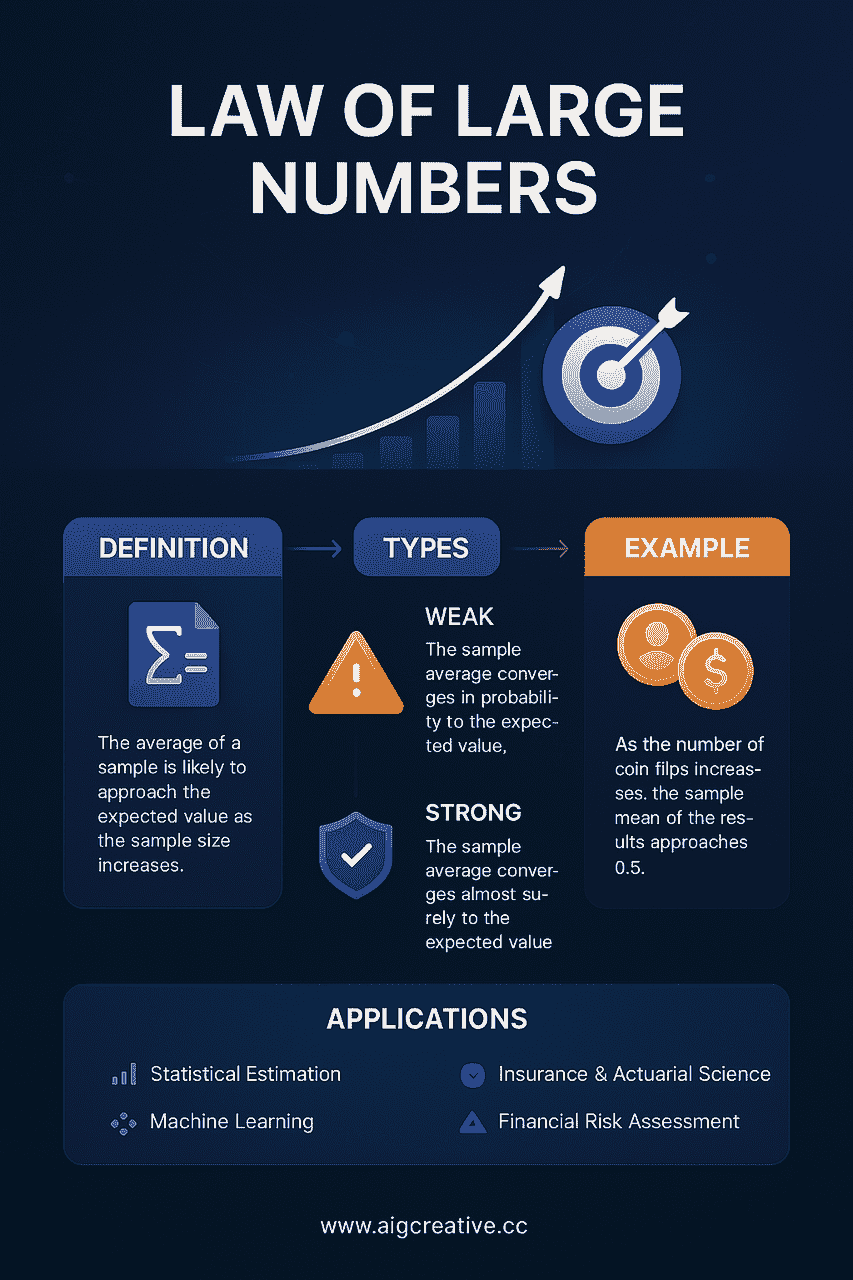 LAW OF LARGE
NUMBERS
DEFINITION
The average of a
sample is likely to
approach the
expected value as
the sample size
increases.
TYPES
WEAK
The sample
average conver-
ges in probabili-
ty to the expec-
ted value,
STRONG
The sample
average conver-
ges almost su-
rely to the
expected value
EXAMPLE
$
As the number of
coin filps increas-
ses. the sample
mean of the res-
ults approaches
0.5.
APPLICATIONS
Statistical Estimation
Insurance & Actuarial Science
Machine Learning
Financial Risk Assessment
www.aigcreative.cc